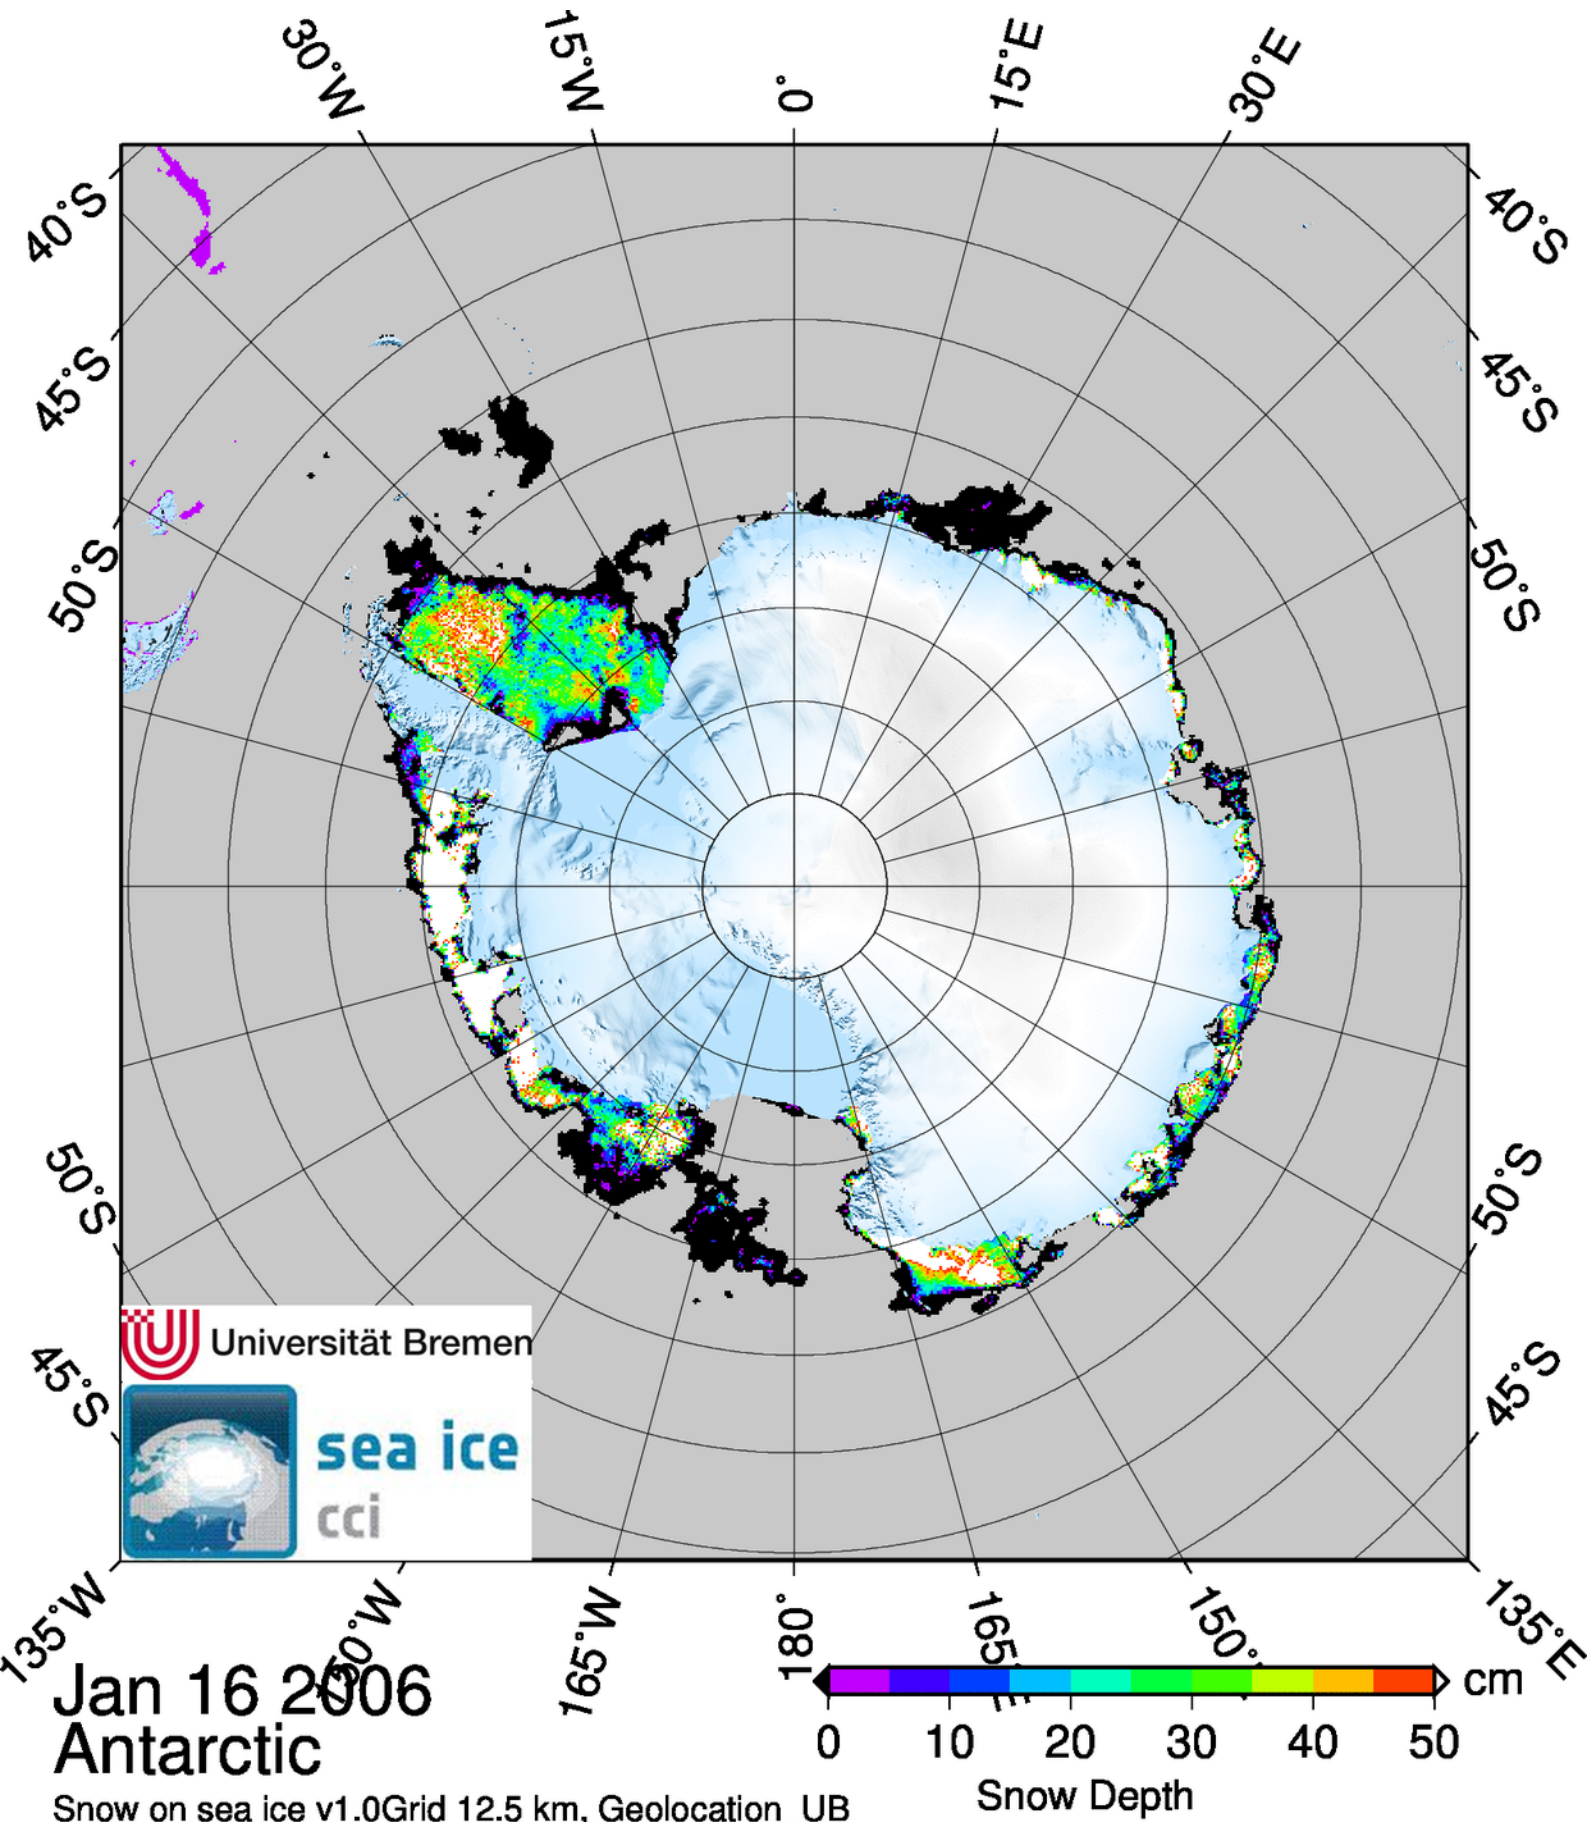 30°W 15°W 0° 15°E 30°E
40°S 40°S
45°S 45°S
50°S 50°S
50°S 50°S
45°S 45°S
Universität Bremen
sea ice
cci
135°W 150°W 165°W 180° 165°E 150° 135°E
Jan 16 2006
Antarctic
Snow on sea ice v1.0Grid 12.5 km, Geolocation UB
cm
0 10 20 30 40 50
Snow Depth